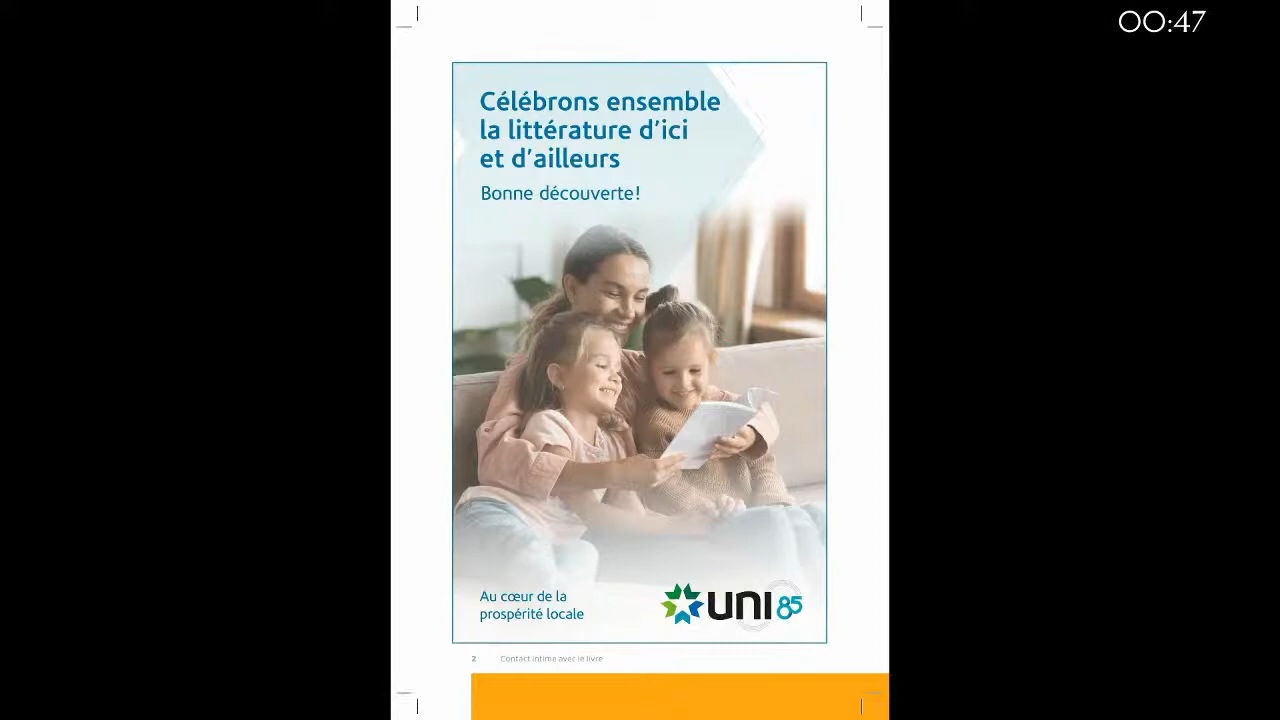 00:47
Célébrons ensemble
la littérature d'ici
et d'ailleurs
Bonne découverte!
Au cœur de la
prospérité locale
UNI 85
2 Contact intime avec le livre